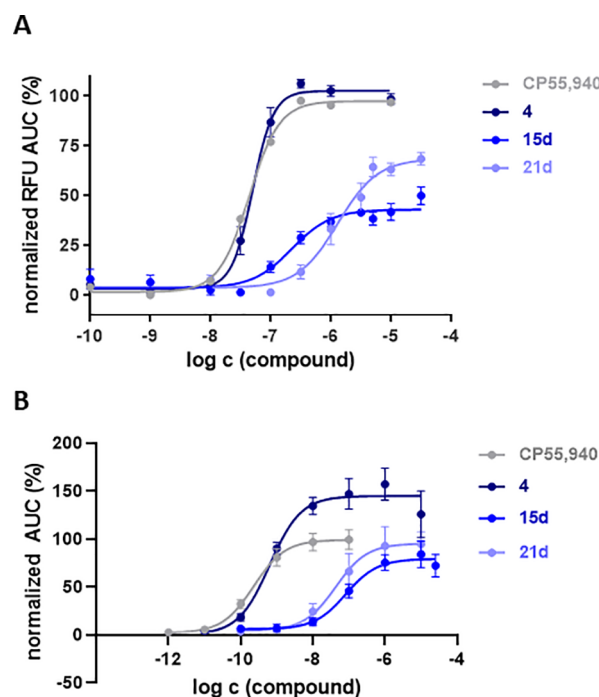 A
normalized RFU AUC (%)
100
75
50
25
0
-10 -9 -8 -7 -6 -5 -4
log c (compound)
CP55,940
4
15d
21d
B
normalized AUC (%)
200
150
100
50
0
-50
-12 -10 -8 -6 -4
log c (compound)
CP55,940
4
15d
21d